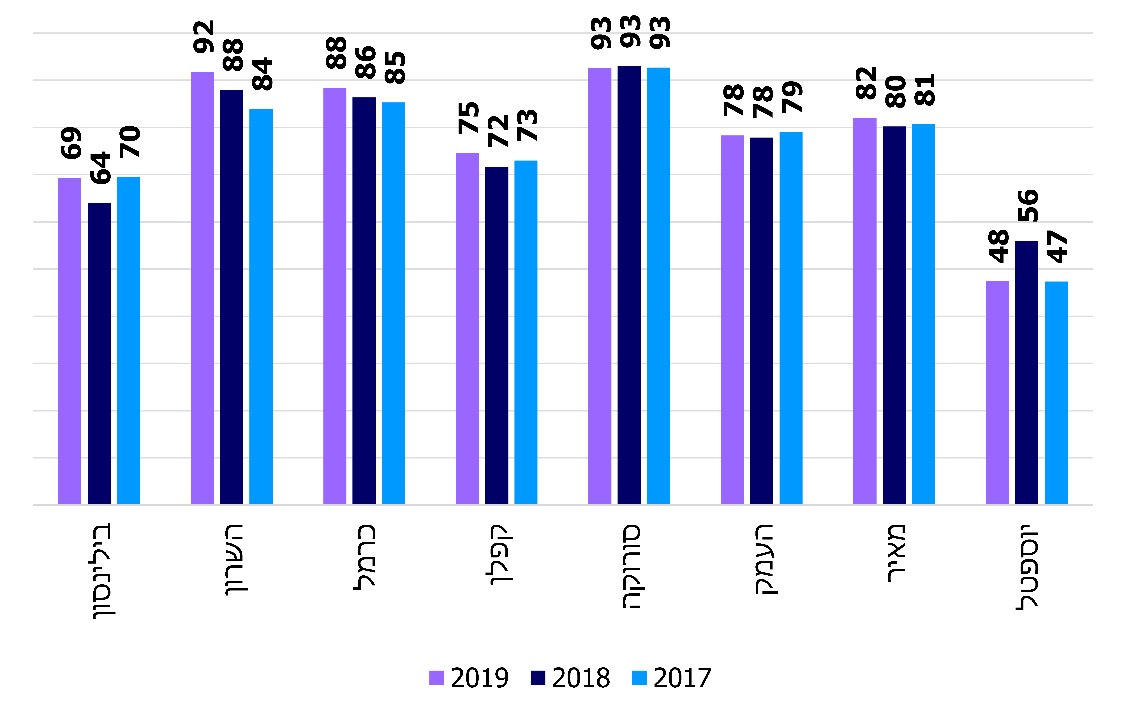 69 64 70
92 88 84
88 86 85
75 72 73
93 93 93
78 78 79
82 80 81
48 56 47
בילינסון
השרון
כרמל
קפלן
סורוקה
העמק
מאיר
יוספטל
2019 2018 2017